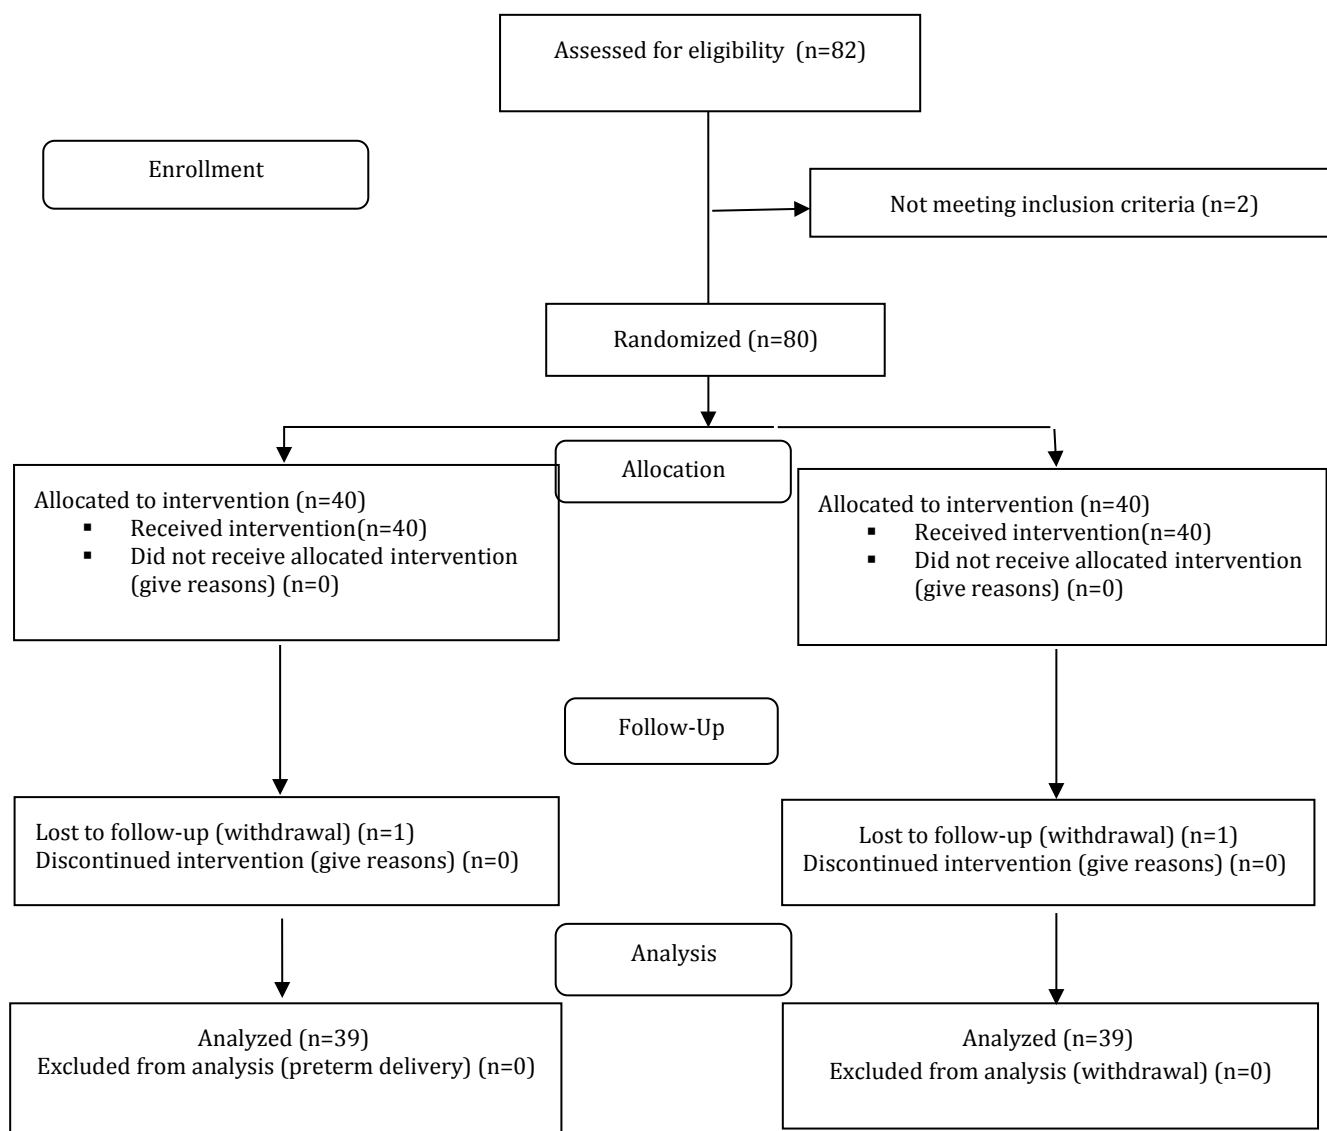 Assessed for eligibility (n=82)
Enrollment
Not meeting inclusion criteria (n=2)
Randomized (n=80)
Allocation
Allocated to intervention (n=40)
▪ Received intervention(n=40)
▪ Did not receive allocated intervention
(give reasons) (n=0)
Allocated to intervention (n=40)
▪ Received intervention(n=40)
▪ Did not receive allocated intervention
(give reasons) (n=0)
Follow-Up
Lost to follow-up (withdrawal) (n=1)
Discontinued intervention (give reasons) (n=0)
Lost to follow-up (withdrawal) (n=1)
Discontinued intervention (give reasons) (n=0)
Analysis
Analyzed (n=39)
Excluded from analysis (preterm delivery) (n=0)
Analyzed (n=39)
Excluded from analysis (withdrawal) (n=0)